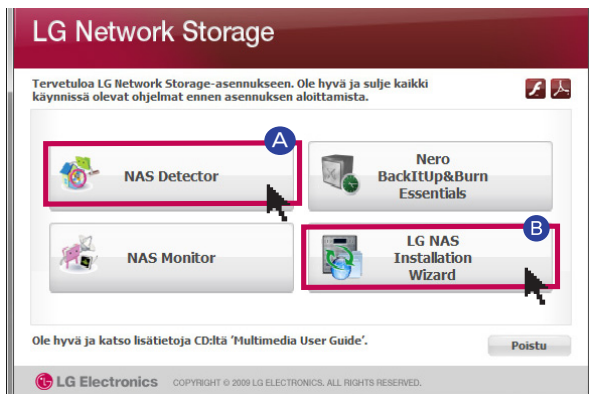 LG Network Storage
Tervetuloa LG Network Storage-asennukseen. Ole hyvä ja sulje kaikki
käynnissä olevat ohjelmat ennen asennuksen aloittamista.
A
NAS Detector
Nero
BackItUp&Burn
Essentials
NAS Monitor
B
LG NAS
Installation
Wizard
Ole hyvä ja katso lisätietoja CD:ltä 'Multimedia User Guide'.
Poistu
LG Electronics COPYRIGHT © 2009 LG ELECTRONICS, ALL RIGHTS RESERVED.